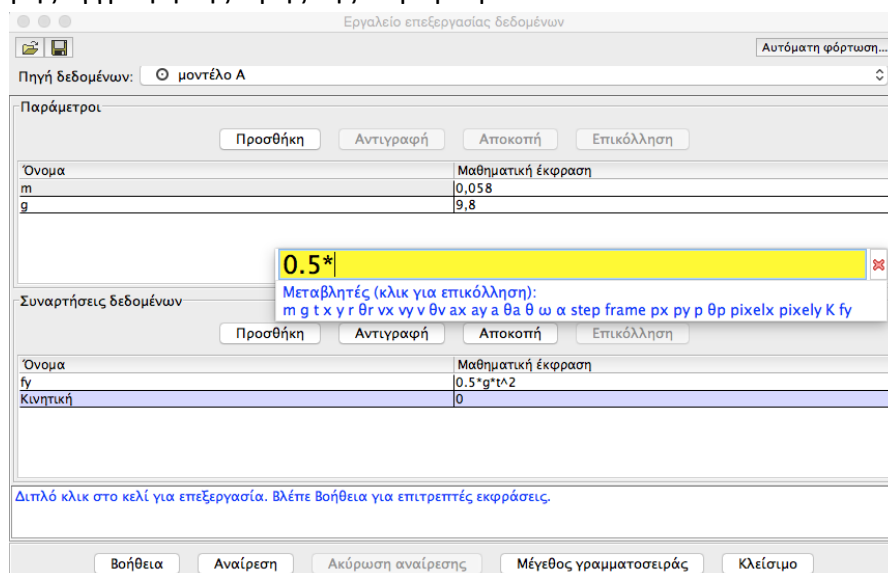 Εργαλείο επεξεργασίας δεδομένων
Αυτόματη φόρτωση...
Πηγή δεδομένων: μοντέλο A
Παράμετροι
Προσθήκη Αντιγραφή Αποκοπή Επικόλληση
Όνομα Μαθηματική έκφραση
m 0,058
g 9,8
0.5*
Μεταβλητές (κλικ για επικόλληση):
m g t x y r θr vx vy v θv ax ay a θa θ ω α step frame px py p θp pixelx pixely K fy
Συναρτήσεις δεδομένων
Προσθήκη Αντιγραφή Αποκοπή Επικόλληση
Όνομα Μαθηματική έκφραση
fy 0.5*g*t^2
Κινητική 0
Διπλό κλικ στο κελί για επεξεργασία. Βλέπε Βοήθεια για επιτρεπτές εκφράσεις.
Βοήθεια Αναίρεση Ακύρωση αναίρεσης Μέγεθος γραμματοσειράς Κλείσιμο